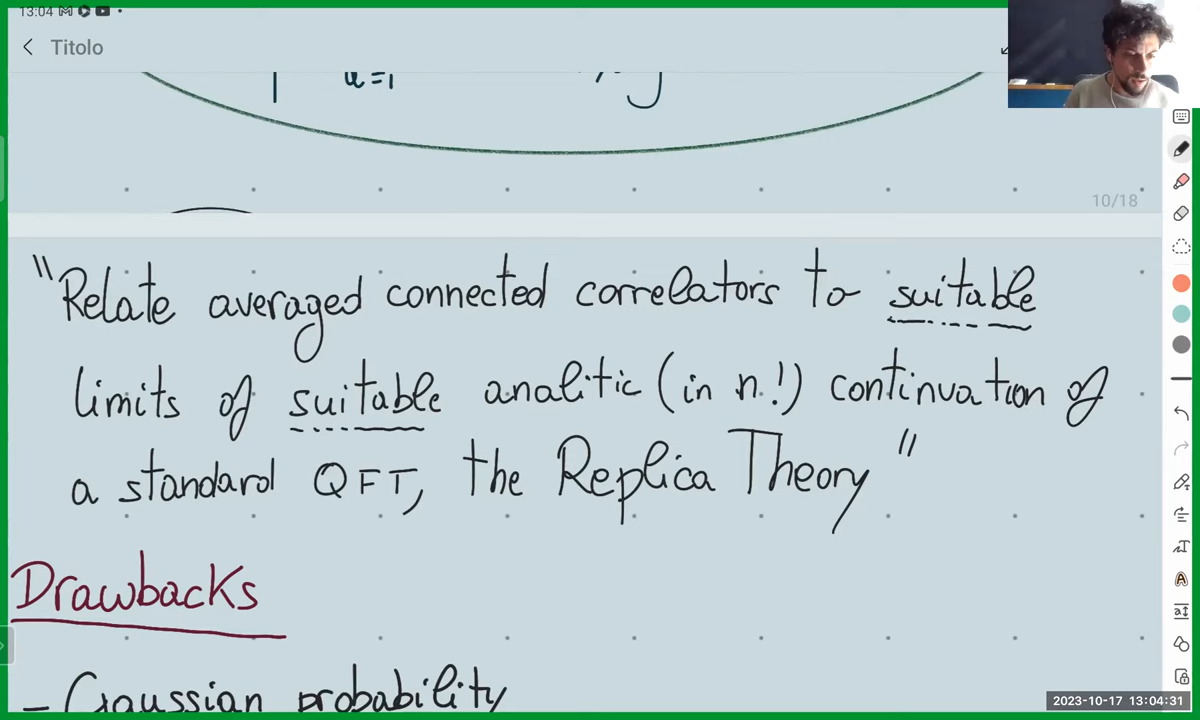 13:04
Titolo
u=1
10/18
"Relate averaged connected correlators to suitable
limits of suitable analitic (in n!) continuation of
a standard QFT, the Replica Theory"
Drawbacks
- Gaussian probability
2023-10-17 13:04:31